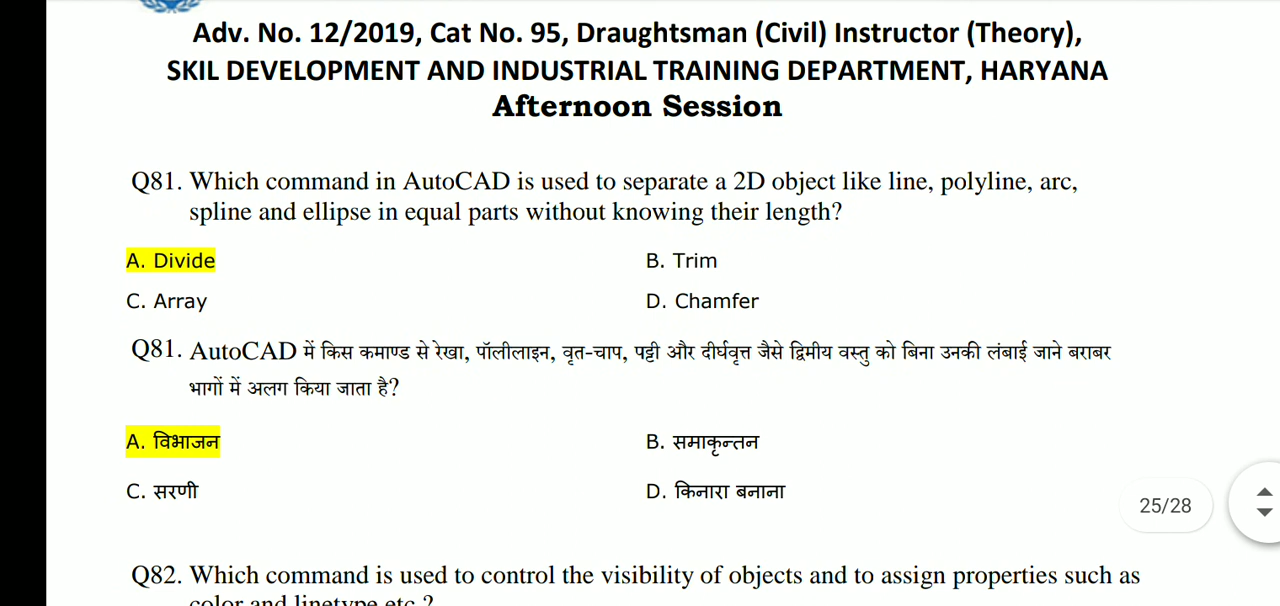 Adv. No. 12/2019, Cat No. 95, Draughtsman (Civil) Instructor (Theory),
SKIL DEVELOPMENT AND INDUSTRIAL TRAINING DEPARTMENT, HARYANA
Afternoon Session
Q81. Which command in AutoCAD is used to separate a 2D object like line, polyline, arc,
spline and ellipse in equal parts without knowing their length?
A. Divide B. Trim
C. Array D. Chamfer
Q81. AutoCAD में किस कमाण्ड से रेखा, पॉलीलाइन, वृत-चाप, पट्टी और दीर्घवृत्त जैसे द्विमीय वस्तु को बिना उनकी लंबाई जाने बराबर
भागों में अलग किया जाता है?
A. विभाजन B. समाकृन्तन
C. सरणी D. किनारा बनाना
25/28
Q82. Which command is used to control the visibility of objects and to assign properties such as
color and linetype etc ?